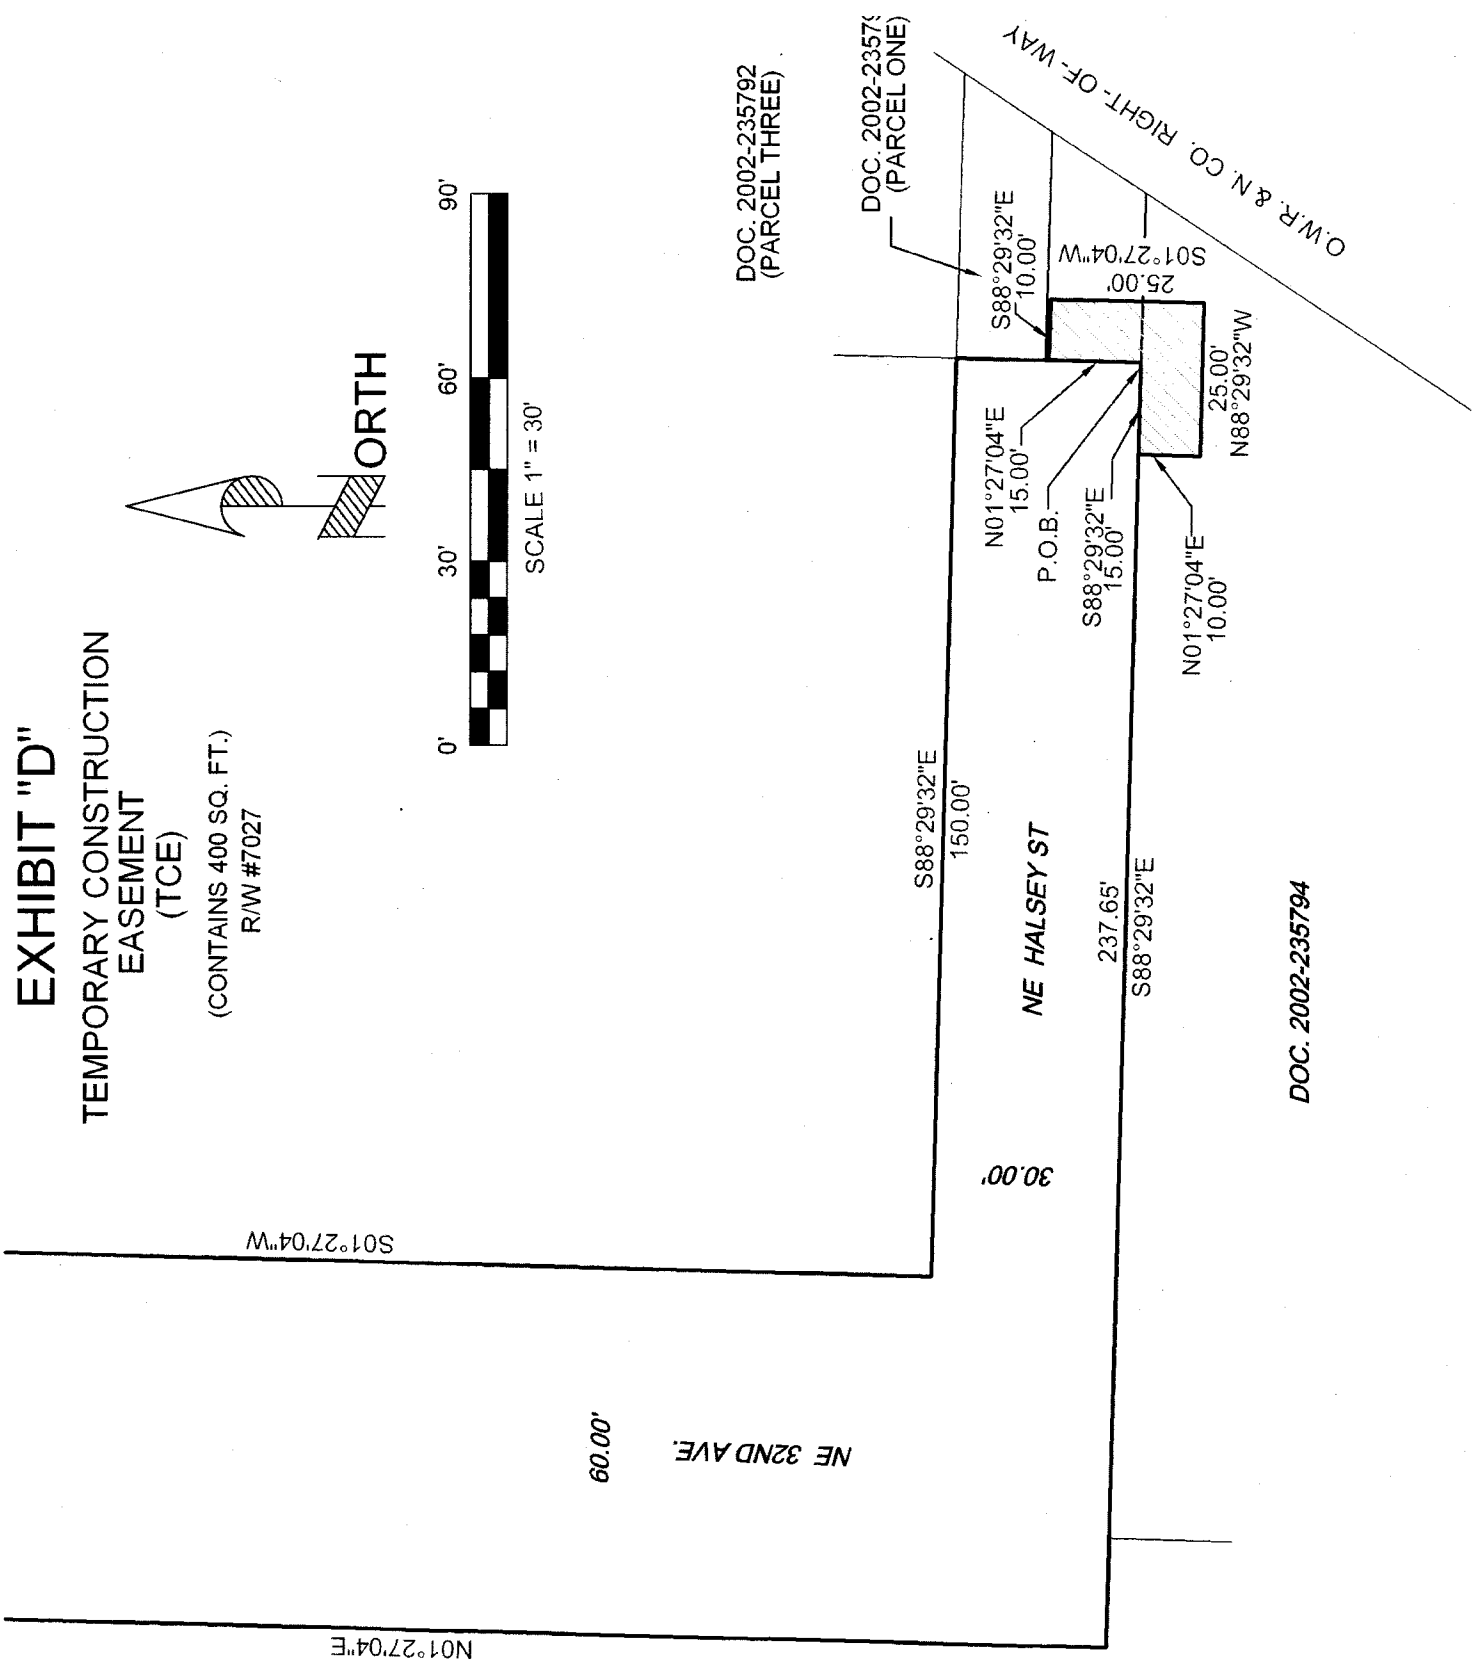 EXHIBIT "D"
TEMPORARY CONSTRUCTION
EASEMENT
(TCE)
(CONTAINS 400 SQ. FT.)
R/W #7027
NORTH
0' 30' 60' 90'
SCALE 1" = 30'
DOC. 2002-235792
(PARCEL THREE)
DOC. 2002-23579
(PARCEL ONE)
O.W.R. & N. CO. RIGHT-OF-WAY
S88°29'32"E
10.00'
S01°27'04"W
25.00'
N01°27'04"E
15.00'
P.O.B.
S88°29'32"E
15.00'
N01°27'04"E
10.00'
25.00'
N88°29'32"W
S88°29'32"E
150.00'
NE HALSEY ST
237.65'
S88°29'32"E
30.00'
DOC. 2002-235794
S01°27'04"W
60.00'
NE 32ND AVE.
N01°27'04"E